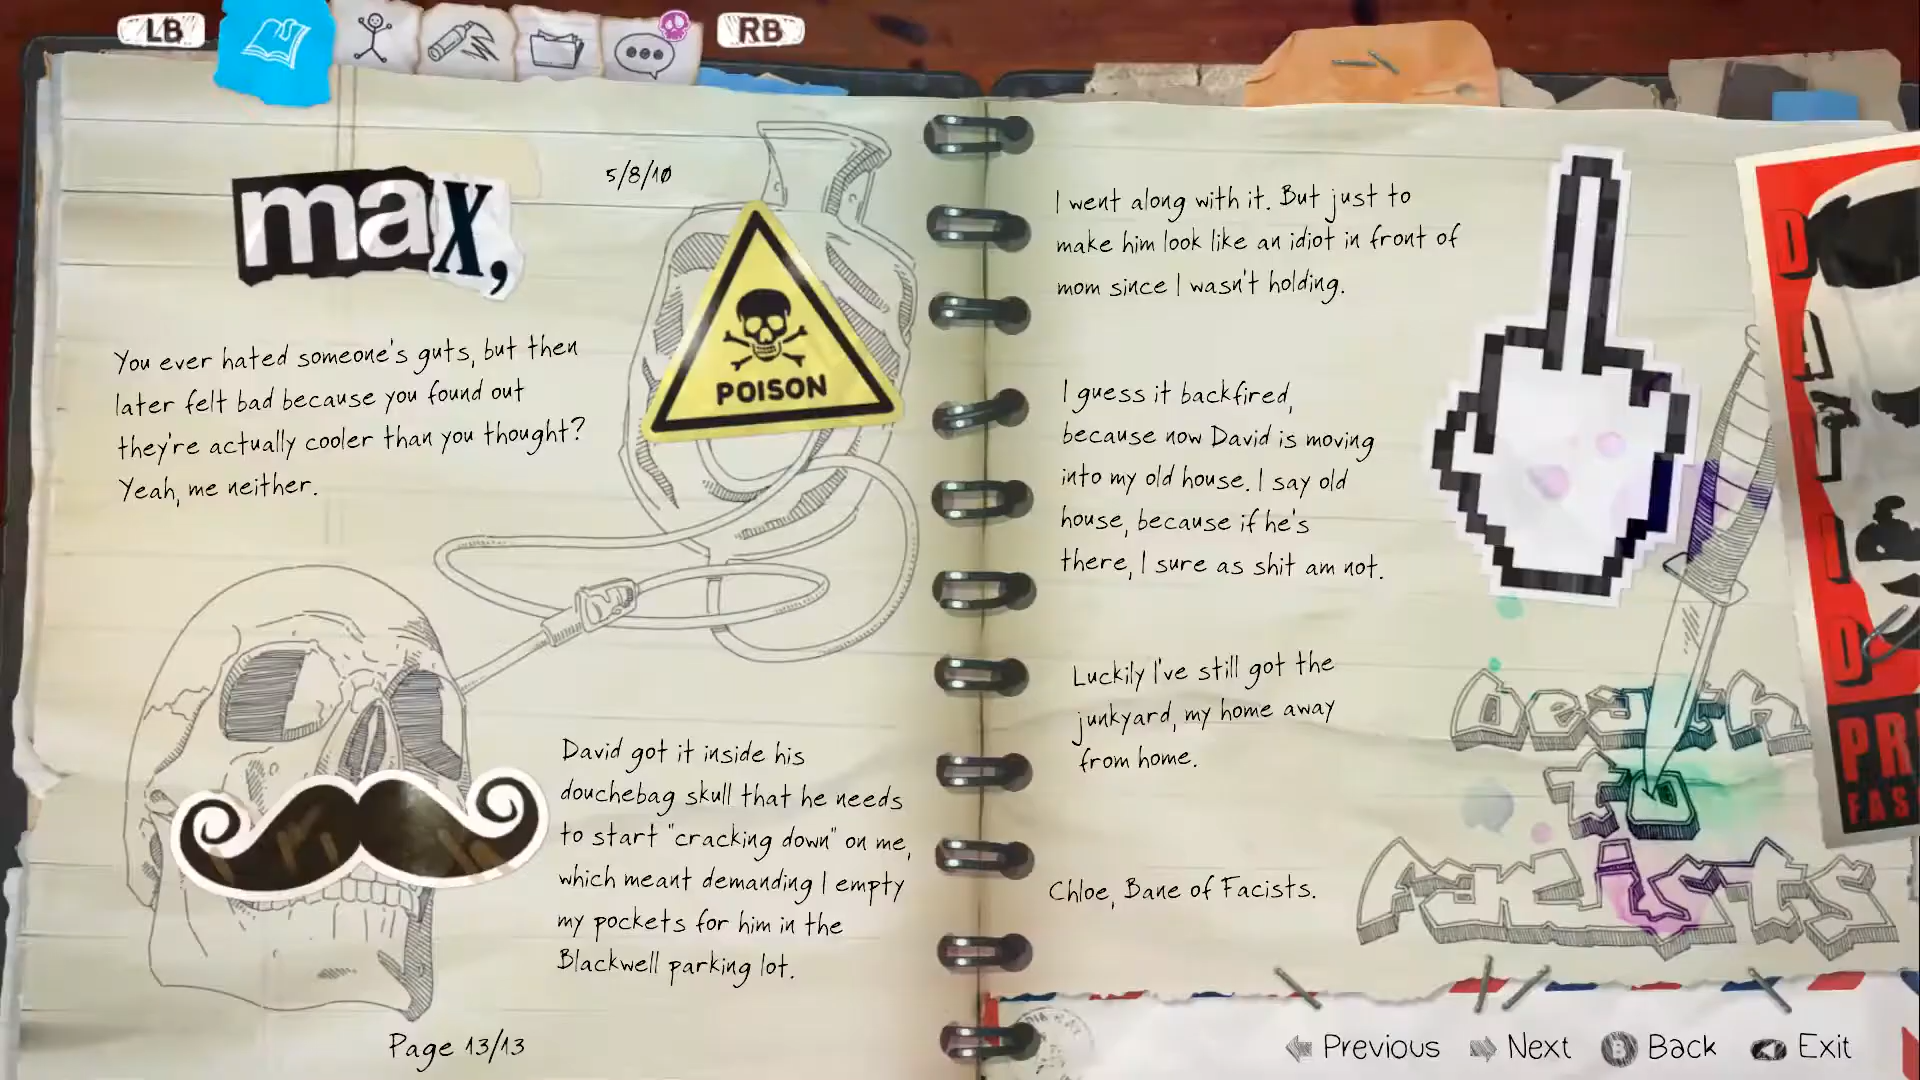 LB
RB
max,
5/8/10
POISON
You ever hated someone's guts, but then
later felt bad because you found out
they're actually cooler than you thought?
Yeah, me neither.
David got it inside his
douchebag skull that he needs
to start "cracking down" on me,
which meant demanding I empty
my pockets for him in the
Blackwell parking lot.
Page 13/13
I went along with it. But just to
make him look like an idiot in front of
mom since I wasn't holding.
I guess it backfired,
because now David is moving
into my old house. I say old
house, because if he's
there, I sure as shit am not.
Luckily I've still got the
junkyard, my home away
from home.
Chloe, Bane of Facists.
Death
to
DAVID
PR
FAS
Previous
Next
B
Back
Exit